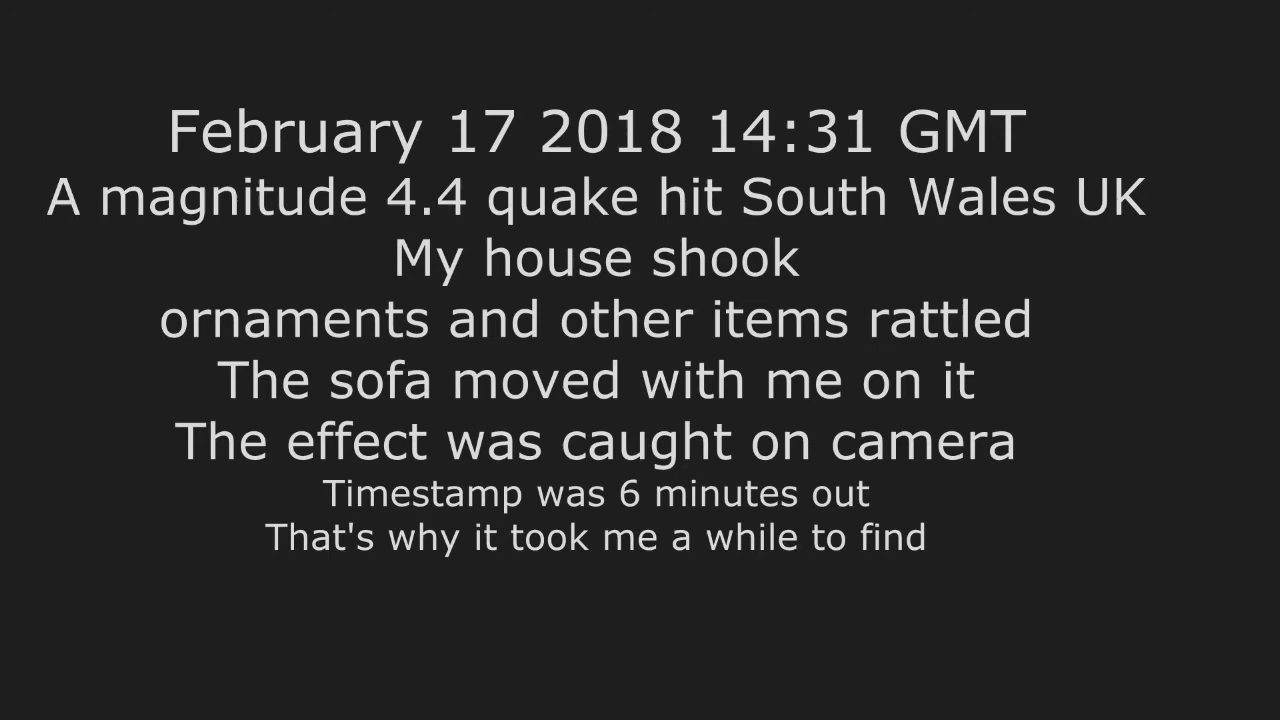 February 17 2018 14:31 GMT
A magnitude 4.4 quake hit South Wales UK
My house shook
ornaments and other items rattled
The sofa moved with me on it
The effect was caught on camera
Timestamp was 6 minutes out
That's why it took me a while to find